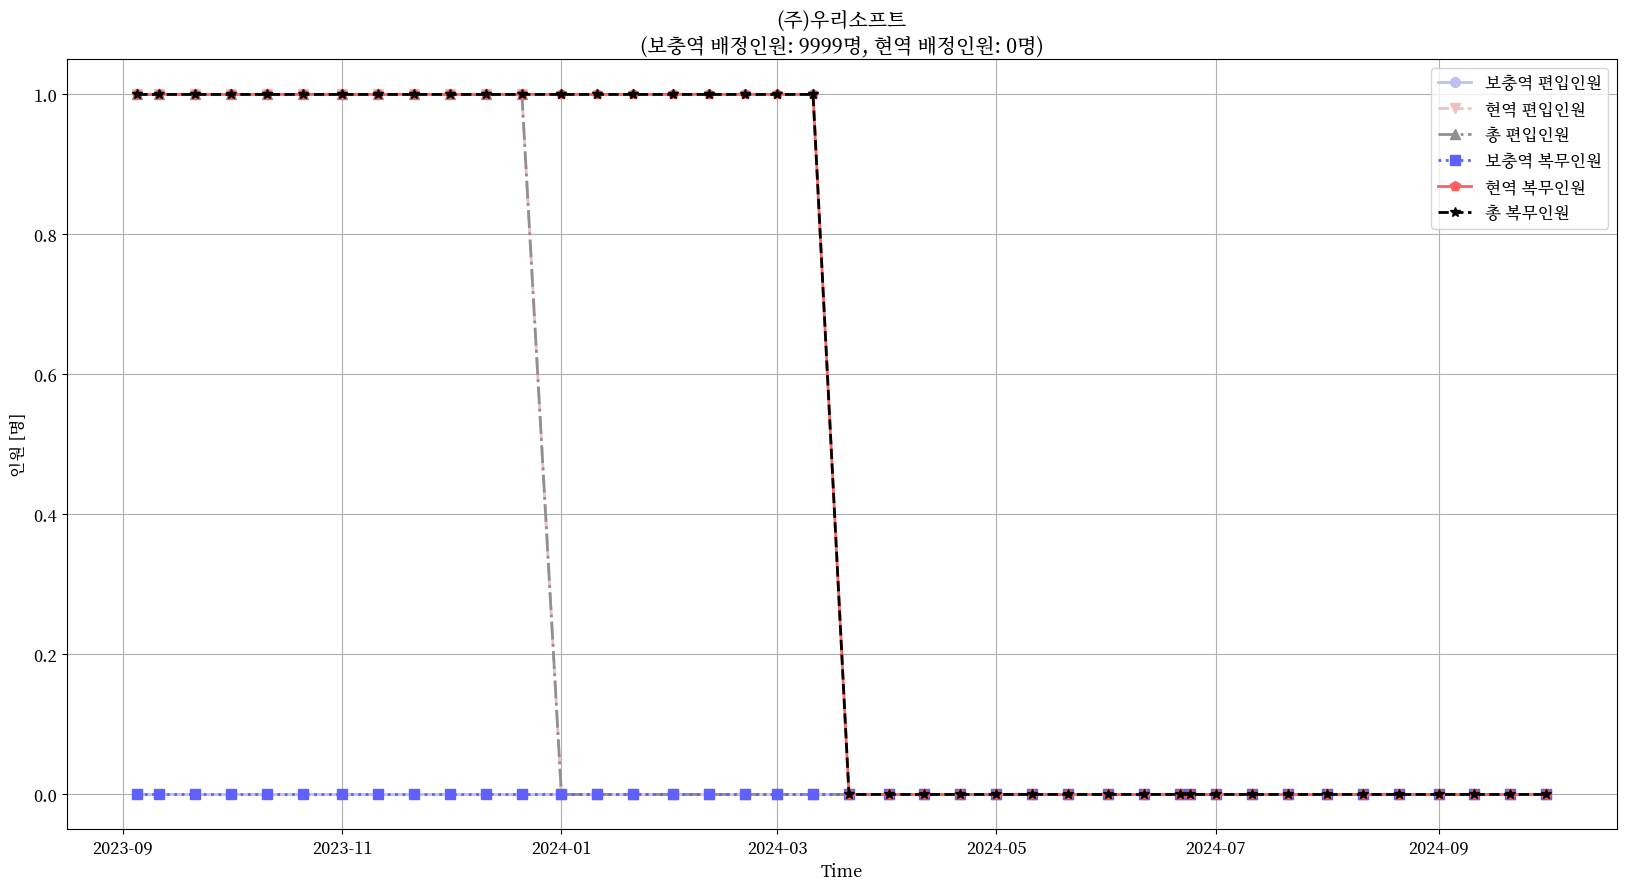 (주)우리소프트
(보충역 배정인원: 9999명, 현역 배정인원: 0명)
보충역 편입인원
현역 편입인원
총 편입인원
보충역 복무인원
현역 복무인원
총 복무인원
인원 [명]
1.0
0.8
0.6
0.4
0.2
0.0
2023-09 2023-11 2024-01 2024-03 2024-05 2024-07 2024-09
Time